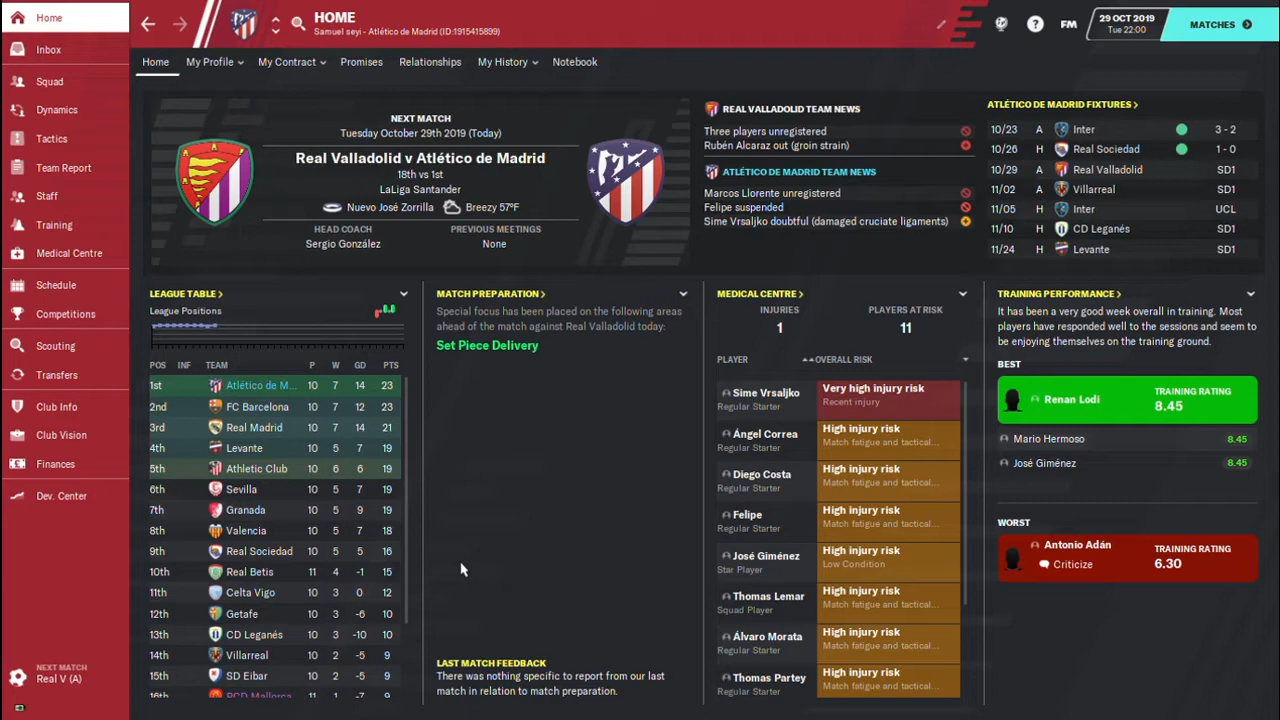 Home
Inbox
Squad
Dynamics
Tactics
Team Report
Staff
Training
Medical Centre
Schedule
Competitions
Scouting
Transfers
Club Info
Club Vision
Finances
Dev. Center
NEXT MATCH
Real V (A)
HOME
Samuel seyi - Atlético de Madrid (ID:1915415899)
?
FM
29 OCT 2019
Tue 22:00
MATCHES
Home
My Profile
My Contract
Promises
Relationships
My History
Notebook
NEXT MATCH
Tuesday October 29th 2019 (Today)
Real Valladolid v Atlético de Madrid
18th vs 1st
LaLiga Santander
Nuevo José Zorrilla Breezy 57°F
HEAD COACH PREVIOUS MEETINGS
Sergio González None
REAL VALLADOLID TEAM NEWS
Three players unregistered
Rubén Alcaraz out (groin strain)
ATLÉTICO DE MADRID TEAM NEWS
Marcos Llorente unregistered
Felipe suspended
Sime Vrsaljko doubtful (damaged cruciate ligaments)
ATLÉTICO DE MADRID FIXTURES >
10/23 A Inter 3 - 2
10/26 H Real Sociedad 1 - 0
10/29 A Real Valladolid SD1
11/02 A Villarreal SD1
11/05 H Inter UCL
11/10 H CD Leganés SD1
11/24 H Levante SD1
LEAGUE TABLE >
League Positions
POS INF TEAM P W GD PTS
1st Atlético de M... 10 7 14 23
2nd FC Barcelona 10 7 12 23
3rd Real Madrid 10 7 14 21
4th Levante 10 5 7 19
5th Athletic Club 10 6 6 19
6th Sevilla 10 5 7 19
7th Granada 10 5 9 19
8th Valencia 10 5 7 18
9th Real Sociedad 10 5 5 16
10th Real Betis 11 4 -1 15
11th Celta Vigo 10 3 0 12
12th Getafe 10 3 -6 10
13th CD Leganés 10 3 -10 10
14th Villarreal 10 2 -5 9
15th SD Eibar 10 2 -5 9
16th RCD Mallorca 11 1 -7 9
MATCH PREPARATION >
Special focus has been placed on the following areas
ahead of the match against Real Valladolid today:
Set Piece Delivery
LAST MATCH FEEDBACK
There was nothing specific to report from our last
match in relation to match preparation.
MEDICAL CENTRE >
INJURIES PLAYERS AT RISK
1 11
PLAYER OVERALL RISK
Sime Vrsaljko Very high injury risk
Regular Starter Recent injury
Ángel Correa High injury risk
Regular Starter Match fatigue and tactical...
Diego Costa High injury risk
Regular Starter Match fatigue and tactical...
Felipe High injury risk
Regular Starter Match fatigue and tactical...
José Giménez High injury risk
Star Player Low Condition
Thomas Lemar High injury risk
Squad Player Match fatigue and tactical...
Álvaro Morata High injury risk
Regular Starter Match fatigue and tactical...
Thomas Partey High injury risk
Regular Starter Match fatigue and tactical...
TRAINING PERFORMANCE >
It has been a very good week overall in training. Most
players have responded well to the sessions and seem to
be enjoying themselves on the training ground.
BEST
Renan Lodi
TRAINING RATING
8.45
Mario Hermoso 8.45
José Giménez 8.45
WORST
Antonio Adán
Criticize
TRAINING RATING
6.30